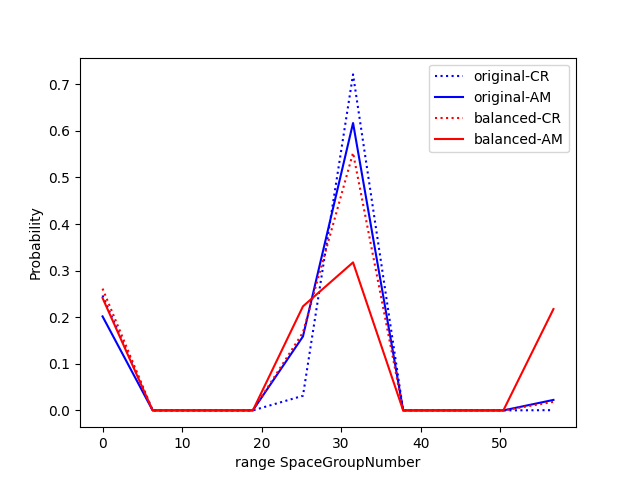 original-CR
original-AM
balanced-CR
balanced-AM
Probability
0.7
0.6
0.5
0.4
0.3
0.2
0.1
0.0
0 10 20 30 40 50
range SpaceGroupNumber